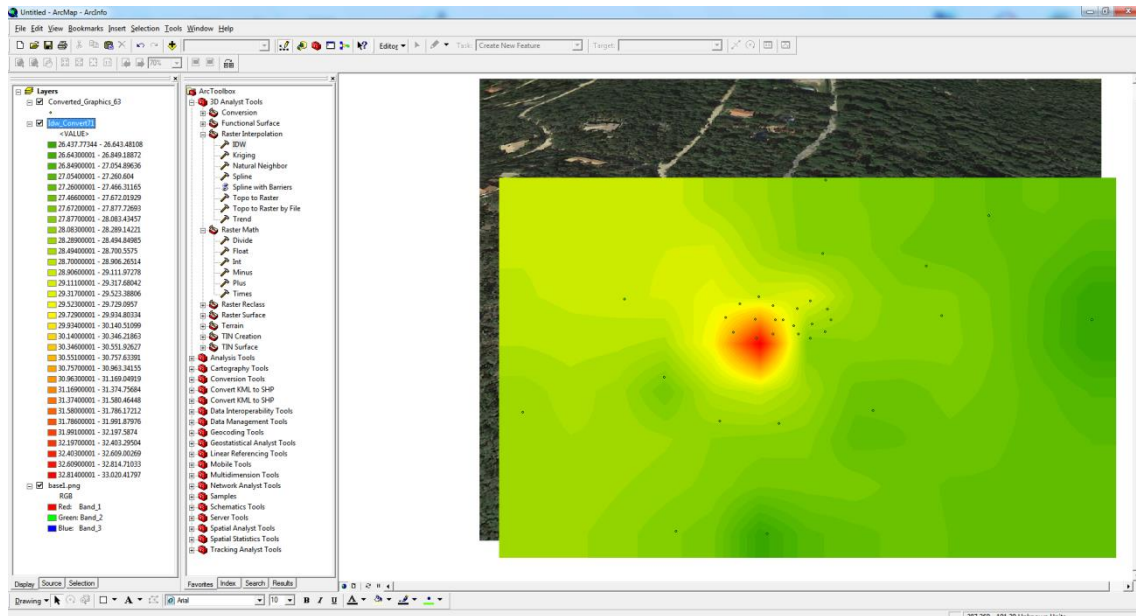 Untitled - ArcMap - ArcInfo
File Edit View Bookmarks Insert Selection Tools Window Help
Editor Task: Create New Feature Target:
70%
Layers
Converted_Graphics_63
Idw_Convert71
<VALUE>
26.437.77344 - 26.643.48108
26.64300001 - 26.849.18872
26.84900001 - 27.054.89636
27.05400001 - 27.260.604
27.26000001 - 27.466.31165
27.46600001 - 27.672.01929
27.67200001 - 27.877.72693
27.87700001 - 28.083.43457
28.08300001 - 28.289.14221
28.28900001 - 28.494.84985
28.49400001 - 28.700.5575
28.70000001 - 28.906.26514
28.90600001 - 29.111.97278
29.11100001 - 29.317.68042
29.31700001 - 29.523.38806
29.52300001 - 29.729.0957
29.72900001 - 29.934.80334
29.93400001 - 30.140.51099
30.14000001 - 30.346.21863
30.34600001 - 30.551.92627
30.55100001 - 30.757.63391
30.75700001 - 30.963.34155
30.96300001 - 31.169.04919
31.16900001 - 31.374.75684
31.37400001 - 31.580.46448
31.58000001 - 31.786.17212
31.78600001 - 31.991.87976
31.99100001 - 32.197.5874
32.19700001 - 32.403.29504
32.40300001 - 32.609.00269
32.60900001 - 32.814.71033
32.81400001 - 33.020.41797
base1.png
RGB
Red: Band_1
Green: Band_2
Blue: Band_3
Display Source Selection
ArcToolbox
3D Analyst Tools
Conversion
Functional Surface
Raster Interpolation
IDW
Kriging
Natural Neighbor
Spline
Spline with Barriers
Topo to Raster
Topo to Raster by File
Trend
Raster Math
Divide
Float
Int
Minus
Plus
Times
Raster Reclass
Raster Surface
Terrain
TIN Creation
TIN Surface
Analysis Tools
Cartography Tools
Conversion Tools
Convert KML to SHP
Convert KML to SHP
Data Interoperability Tools
Data Management Tools
Geocoding Tools
Geostatistical Analyst Tools
Linear Referencing Tools
Mobile Tools
Multidimension Tools
Network Analyst Tools
Samples
Schematics Tools
Server Tools
Spatial Analyst Tools
Spatial Statistics Tools
Tracking Analyst Tools
Favorites Index Search Results
Drawing A Arial 10 B I U A